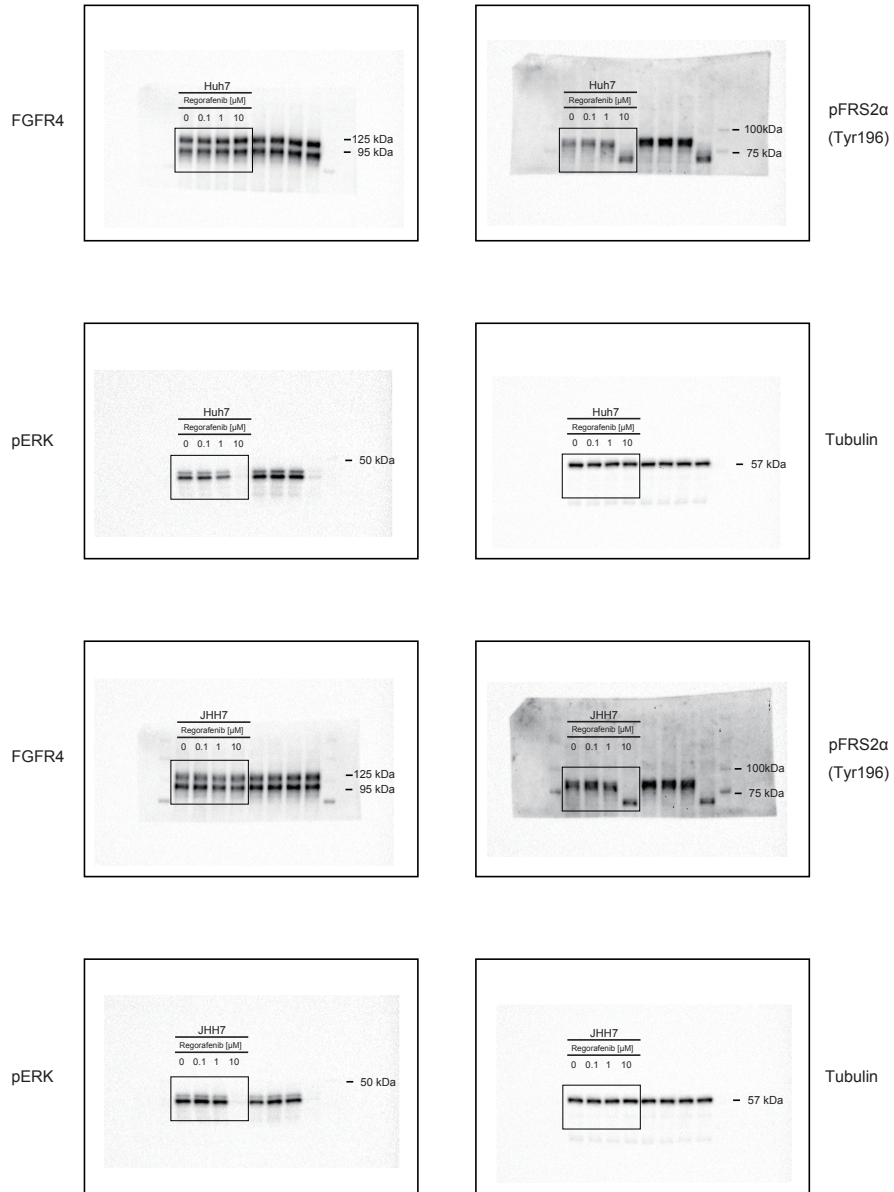 FGFR4
Huh7
Regorafenib [µM]
0 0.1 1 10
125 kDa
95 kDa
Huh7
Regorafenib [µM]
0 0.1 1 10
100kDa
75 kDa
pFRS2α
(Tyr196)
pERK
Huh7
Regorafenib [µM]
0 0.1 1 10
50 kDa
Huh7
Regorafenib [µM]
0 0.1 1 10
57 kDa
Tubulin
FGFR4
JHH7
Regorafenib [µM]
0 0.1 1 10
125 kDa
95 kDa
JHH7
Regorafenib [µM]
0 0.1 1 10
100kDa
75 kDa
pFRS2α
(Tyr196)
pERK
JHH7
Regorafenib [µM]
0 0.1 1 10
50 kDa
JHH7
Regorafenib [µM]
0 0.1 1 10
57 kDa
Tubulin